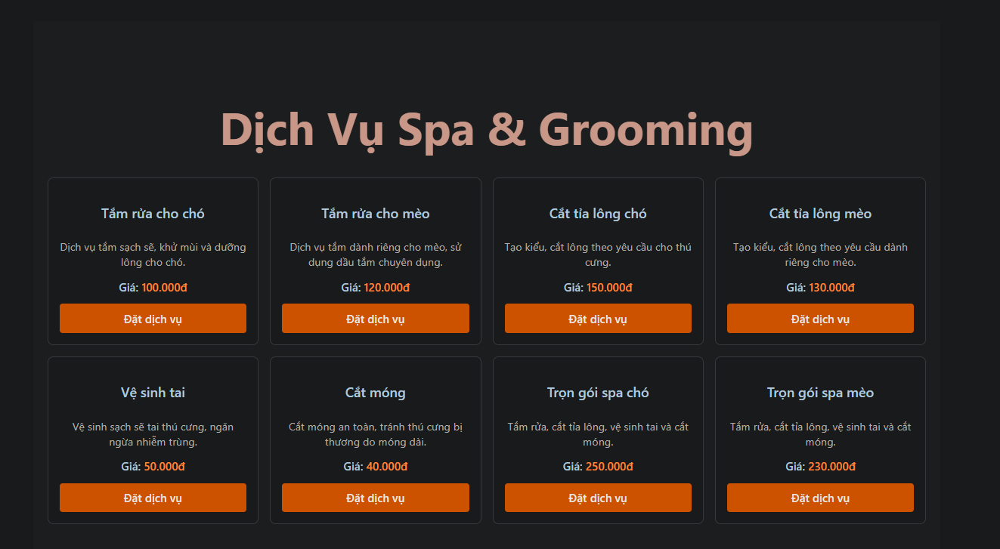 Dịch Vụ Spa & Grooming
Tắm rửa cho chó
Dịch vụ tắm sạch sẽ, khử mùi và dưỡng
lông cho chó.
Giá: 100.000đ
Đặt dịch vụ
Tắm rửa cho mèo
Dịch vụ tắm dành riêng cho mèo, sử
dụng dầu tắm chuyên dụng.
Giá: 120.000đ
Đặt dịch vụ
Cắt tỉa lông chó
Tạo kiểu, cắt lông theo yêu cầu cho thú
cưng.
Giá: 150.000đ
Đặt dịch vụ
Cắt tỉa lông mèo
Tạo kiểu, cắt lông theo yêu cầu dành
riêng cho mèo.
Giá: 130.000đ
Đặt dịch vụ
Vệ sinh tai
Vệ sinh sạch sẽ tai thú cưng, ngăn
ngừa nhiễm trùng.
Giá: 50.000đ
Đặt dịch vụ
Cắt móng
Cắt móng an toàn, tránh thú cưng bị
thương do móng dài.
Giá: 40.000đ
Đặt dịch vụ
Trọn gói spa chó
Tắm rửa, cắt tỉa lông, vệ sinh tai và cắt
móng.
Giá: 250.000đ
Đặt dịch vụ
Trọn gói spa mèo
Tắm rửa, cắt tỉa lông, vệ sinh tai và cắt
móng.
Giá: 230.000đ
Đặt dịch vụ